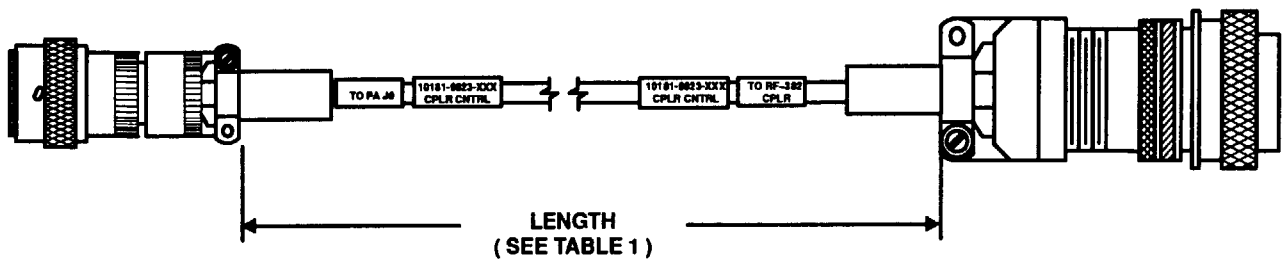 TO PA J6
10181-9823-XXX
CPLR CNTRL
10181-9823-XXX
CPLR CNTRL
TO RF-382
CPLR
LENGTH
( SEE TABLE 1 )